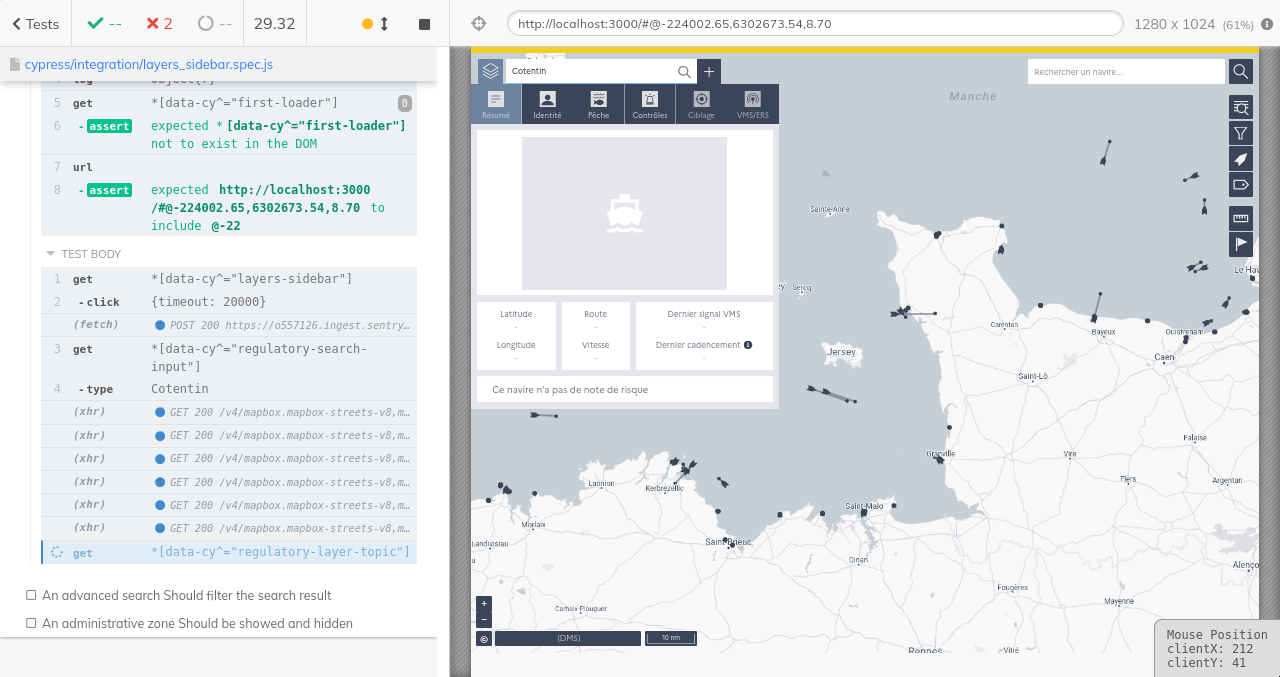 Tests
--
2
--
29.32
http://localhost:3000/#@-224002.65,6302673.54,8.70
1280 x 1024 (61%)
cypress/integration/layers_sidebar.spec.js
5 get *[data-cy^="first-loader"] 0
6 -assert expected *[data-cy^="first-loader"]
not to exist in the DOM
7 url
8 -assert expected http://localhost:3000
/#@-224002.65,6302673.54,8.70 to
include @-22
TEST BODY
1 get *[data-cy^="layers-sidebar"]
2 -click {timeout: 20000}
(fetch) POST 200 https://o557126.ingest.sentry…
3 get *[data-cy^="regulatory-search-
input"]
4 -type Cotentin
(xhr) GET 200 /v4/mapbox.mapbox-streets-v8,m…
(xhr) GET 200 /v4/mapbox.mapbox-streets-v8,m…
(xhr) GET 200 /v4/mapbox.mapbox-streets-v8,m…
(xhr) GET 200 /v4/mapbox.mapbox-streets-v8,m…
(xhr) GET 200 /v4/mapbox.mapbox-streets-v8,m…
(xhr) GET 200 /v4/mapbox.mapbox-streets-v8,m…
get *[data-cy^="regulatory-layer-topic"]
An advanced search Should filter the search result
An administrative zone Should be showed and hidden
Cotentin
+
Rechercher un navire...
Résumé
Identité
Pêche
Contrôles
Ciblage
VMS/ERS
Latitude
-
Longitude
-
Route
-
Vitesse
-
Dernier signal VMS
-
Dernier cadencement
-
Ce navire n'a pas de note de risque
Manche
Sainte-Anne
Sercq
Jersey
Le Hav
Carentan
Bayeux
Ouistreham
Caen
Saint-Lô
Granville
Vire
Falaise
Flers
Argentan
Lannion
Kerbrézellic
Morlaix
Landivisiau
Saint-Brieuc
Saint-Malo
Dinan
Fougères
Alenço
Mayenne
Carhaix-Plouguer
Rennes
Vitré
+
−
©
(DMS)
10 nm
Mouse Position
clientX: 212
clientY: 41